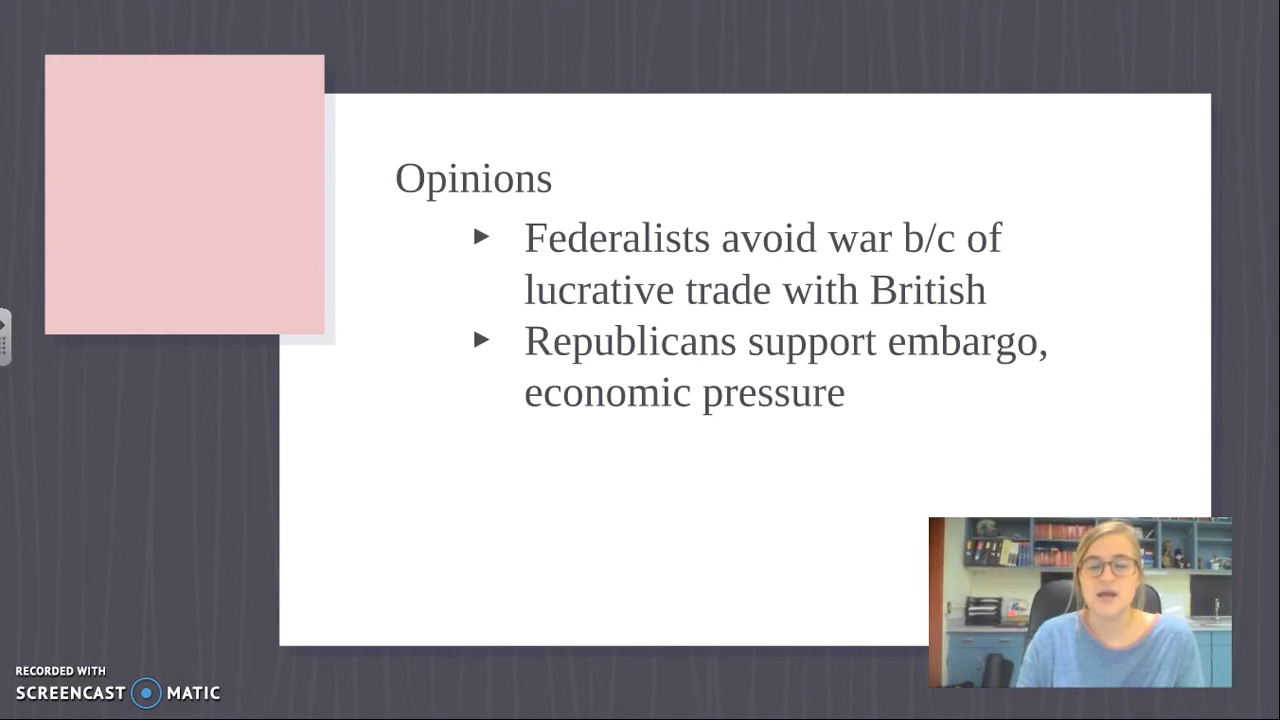 Opinions
Federalists avoid war b/c of
lucrative trade with British
Republicans support embargo,
economic pressure
RECORDED WITH
SCREENCAST MATIC